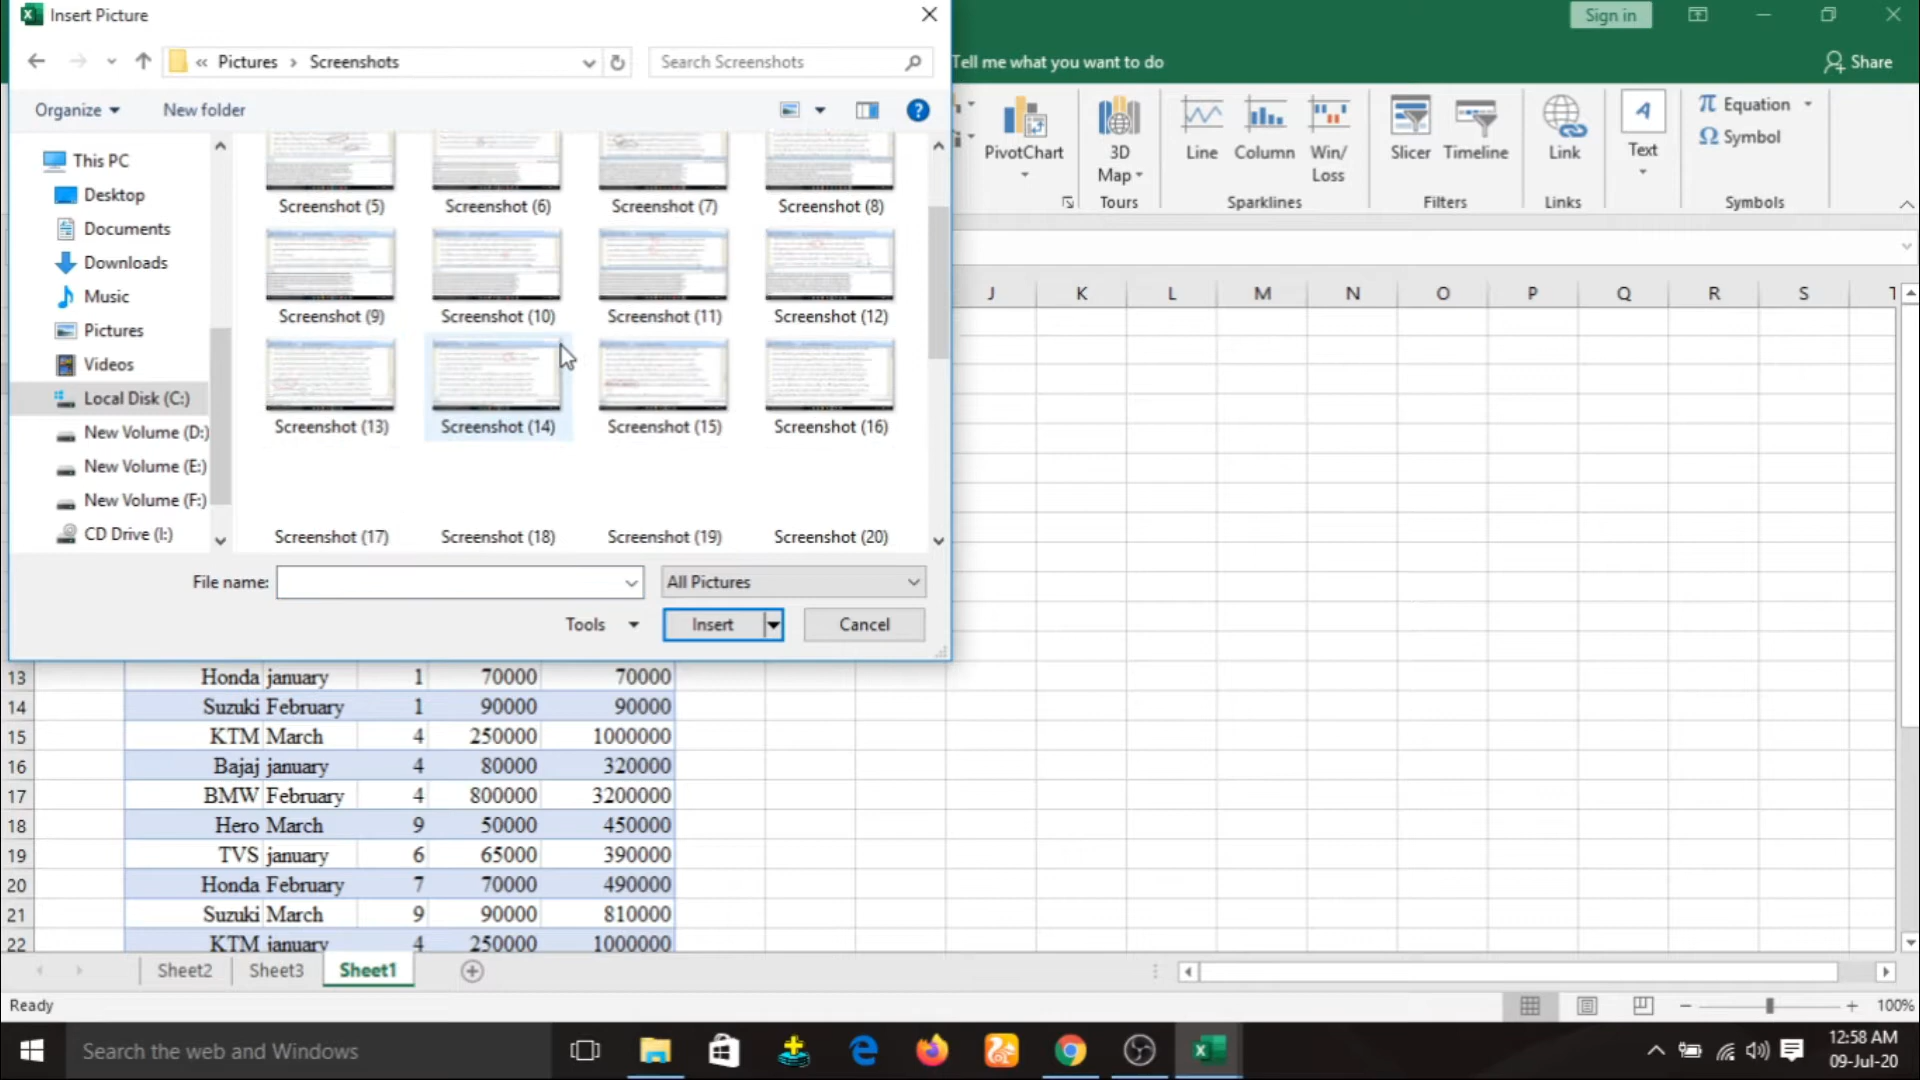 Insert Picture
Sign in
« Pictures › Screenshots
Search Screenshots
Tell me what you want to do
Share
Organize
New folder
This PC
Desktop
Documents
Downloads
Music
Pictures
Videos
Local Disk (C:)
New Volume (D:)
New Volume (E:)
New Volume (F:)
CD Drive (I:)
Screenshot (5) Screenshot (6) Screenshot (7) Screenshot (8)
Screenshot (9) Screenshot (10) Screenshot (11) Screenshot (12)
Screenshot (13) Screenshot (14) Screenshot (15) Screenshot (16)
Screenshot (17) Screenshot (18) Screenshot (19) Screenshot (20)
File name:
All Pictures
Tools
Insert
Cancel
PivotChart
3D
Map
Tours
Line Column Win/
Loss
Sparklines
Slicer Timeline
Filters
Link
Links
Text
π Equation
Ω Symbol
Symbols
J K L M N O P Q R S T
13 Honda january 1 70000 70000
14 Suzuki February 1 90000 90000
15 KTM March 4 250000 1000000
16 Bajaj january 4 80000 320000
17 BMW February 4 800000 3200000
18 Hero March 9 50000 450000
19 TVS january 6 65000 390000
20 Honda February 7 70000 490000
21 Suzuki March 9 90000 810000
22 KTM january 4 250000 1000000
Sheet2 Sheet3 Sheet1
Ready
100%
Search the web and Windows
12:58 AM
09-Jul-20